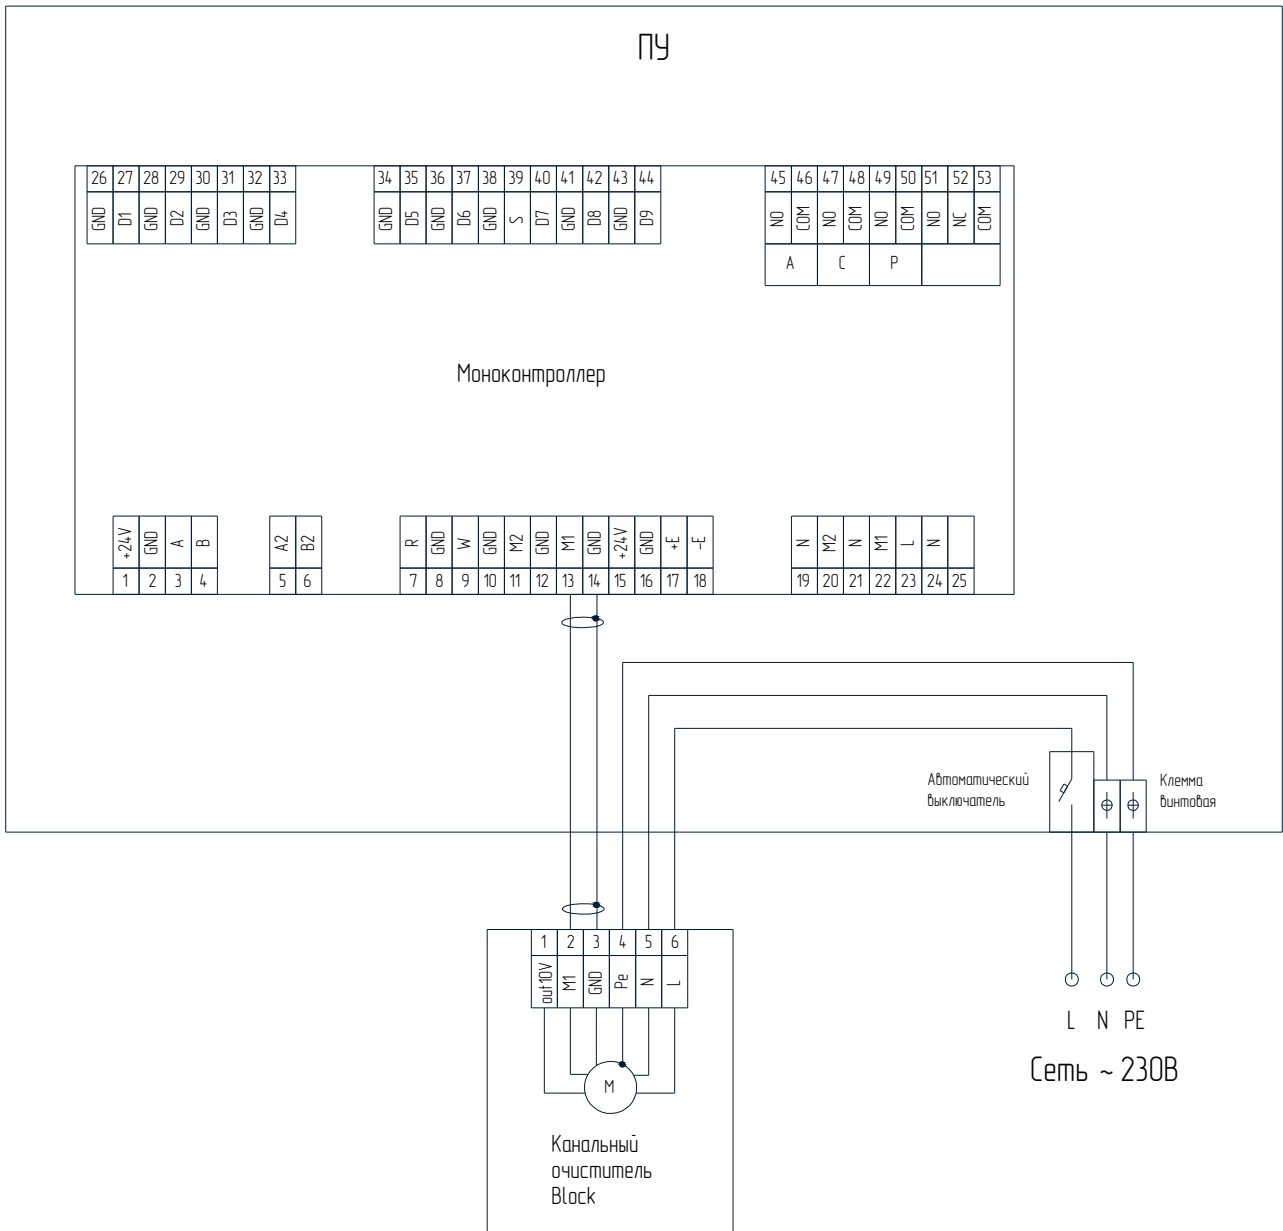 ПУ
26 27 28 29 30 31 32 33
GND D1 GND D2 GND D3 GND D4
34 35 36 37 38 39 40 41 42 43 44
GND D5 GND D6 GND S D7 GND D8 GND D9
45 46 47 48 49 50 51 52 53
NO COM NO COM NO COM NO NC COM
A C P
Моноконтроллер
+24V GND A B
1 2 3 4
A2 B2
5 6
R GND W GND M2 GND M1 GND +24V GND +E -E
7 8 9 10 11 12 13 14 15 16 17 18
N M2 N M1 L N
19 20 21 22 23 24 25
Автоматический
выключатель
Клемма
винтовая
1 2 3 4 5 6
out10V M1 GND Pe N L
M
Канальный
очиститель
Block
L N PE
Сеть ~ 230В